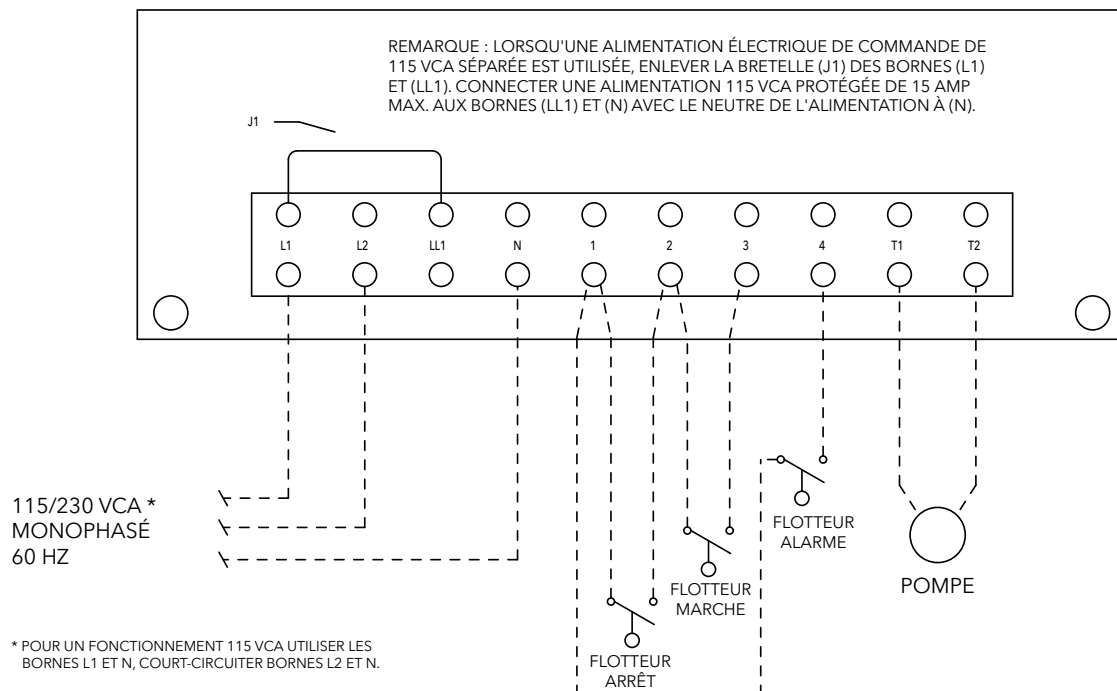 REMARQUE : LORSQU'UNE ALIMENTATION ÉLECTRIQUE DE COMMANDE DE
115 VCA SÉPARÉE EST UTILISÉE, ENLEVER LA BRETELLE (J1) DES BORNES (L1)
ET (LL1). CONNECTER UNE ALIMENTATION 115 VCA PROTÉGÉE DE 15 AMP
MAX. AUX BORNES (LL1) ET (N) AVEC LE NEUTRE DE L'ALIMENTATION À (N).
J1
L1 L2 LL1 N 1 2 3 4 T1 T2
115/230 VCA *
MONOPHASÉ
60 HZ
FLOTTEUR
ALARME
FLOTTEUR
MARCHE
POMPE
FLOTTEUR
ARRÊT
* POUR UN FONCTIONNEMENT 115 VCA UTILISER LES
BORNES L1 ET N, COURT-CIRCUITER BORNES L2 ET N.